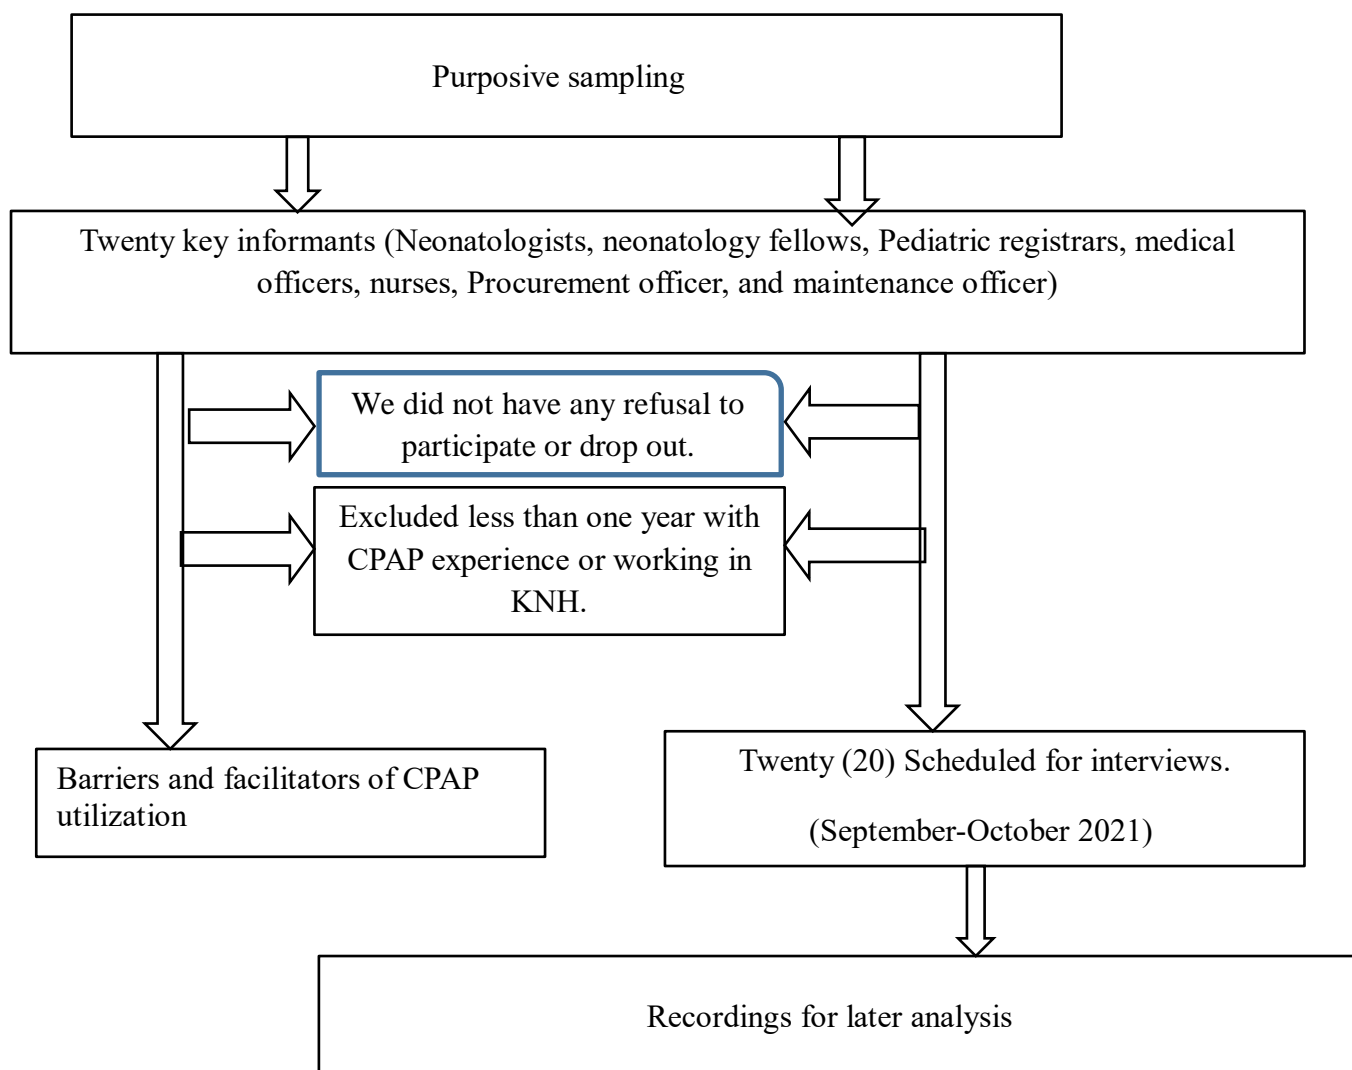 Purposive sampling
Twenty key informants (Neonatologists, neonatology fellows, Pediatric registrars, medical
officers, nurses, Procurement officer, and maintenance officer)
We did not have any refusal to
participate or drop out.
Excluded less than one year with
CPAP experience or working in
KNH.
Barriers and facilitators of CPAP
utilization
Twenty (20) Scheduled for interviews.
(September-October 2021)
Recordings for later analysis